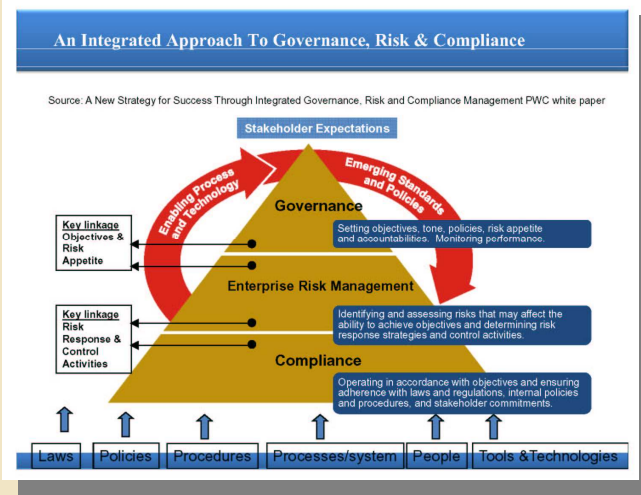 An Integrated Approach To Governance, Risk & Compliance
Source: A New Strategy for Success Through Integrated Governance, Risk and Compliance Management PWC white paper
Stakeholder Expectations
Enabling Process
and Technology
Emerging Standards
and Policies
Governance
Setting objectives, tone, policies, risk appetite
and accountabilities. Monitoring performance.
Key linkage
Objectives &
Risk
Appetite
Enterprise Risk Management
Identifying and assessing risks that may affect the
ability to achieve objectives and determining risk
response strategies and control activities.
Key linkage
Risk
Response &
Control
Activities
Compliance
Operating in accordance with objectives and ensuring
adherence with laws and regulations, internal policies
and procedures, and stakeholder commitments.
Laws
Policies
Procedures
Processes/system
People
Tools &Technologies